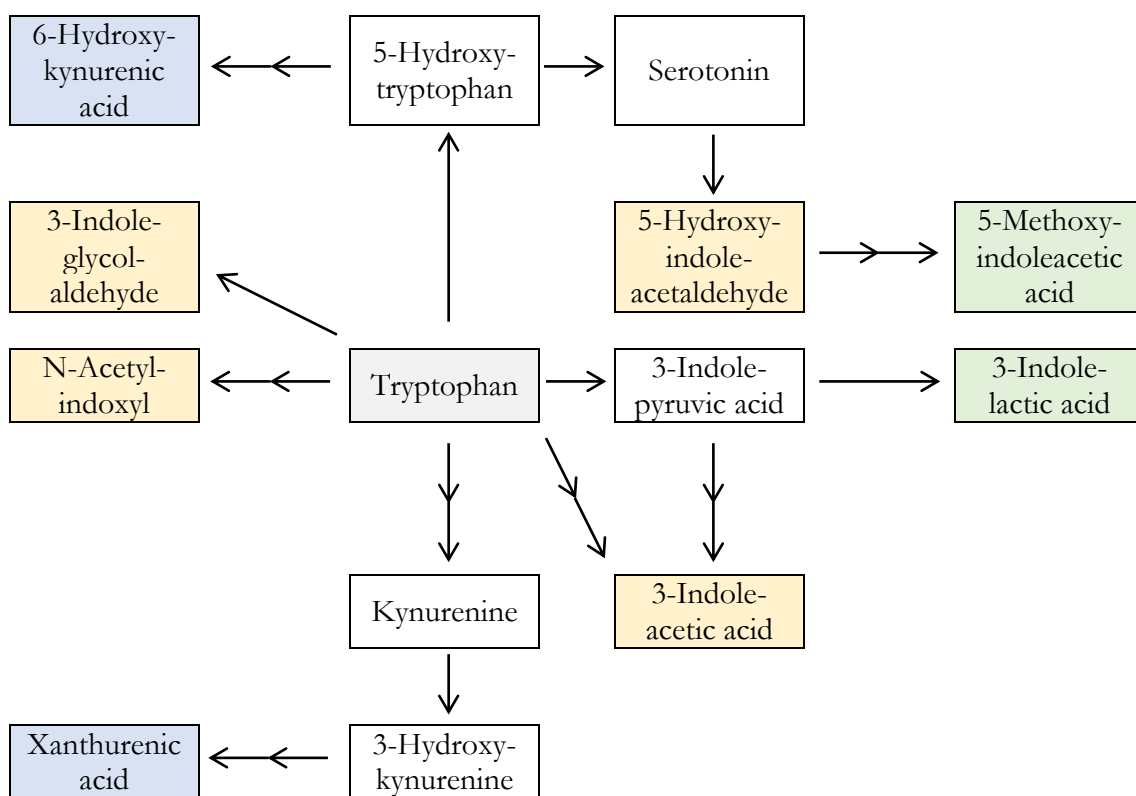 6-Hydroxy-
kynurenic
acid
5-Hydroxy-
tryptophan
Serotonin
3-Indole-
glycol-
aldehyde
5-Hydroxy-
indole-
acetaldehyde
5-Methoxy-
indoleacetic
acid
N-Acetyl-
indoxyl
Tryptophan
3-Indole-
pyruvic acid
3-Indole-
lactic acid
Kynurenine
3-Indole-
acetic acid
Xanthurenic
acid
3-Hydroxy-
kynurenine